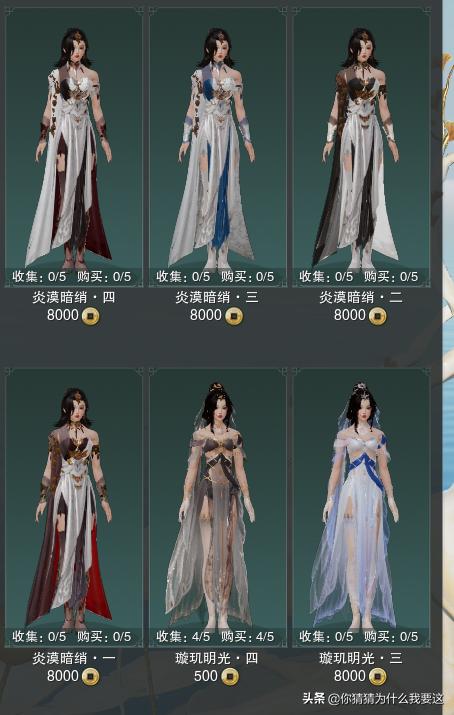 收集：0/5 购买：0/5 收集：0/5 购买：0/5 收集：0/5 购买：0/5
炎漠暗绡·四 炎漠暗绡·三 炎漠暗绡·二
8000 8000 8000
收集：0/5 购买：0/5 收集：4/5 购买：4/5 收集：0/5 购买：0/5
炎漠暗绡·一 璇玑明光·四 璇玑明光·三
8000 500 8000
头条 @你猜猜为什么我要这